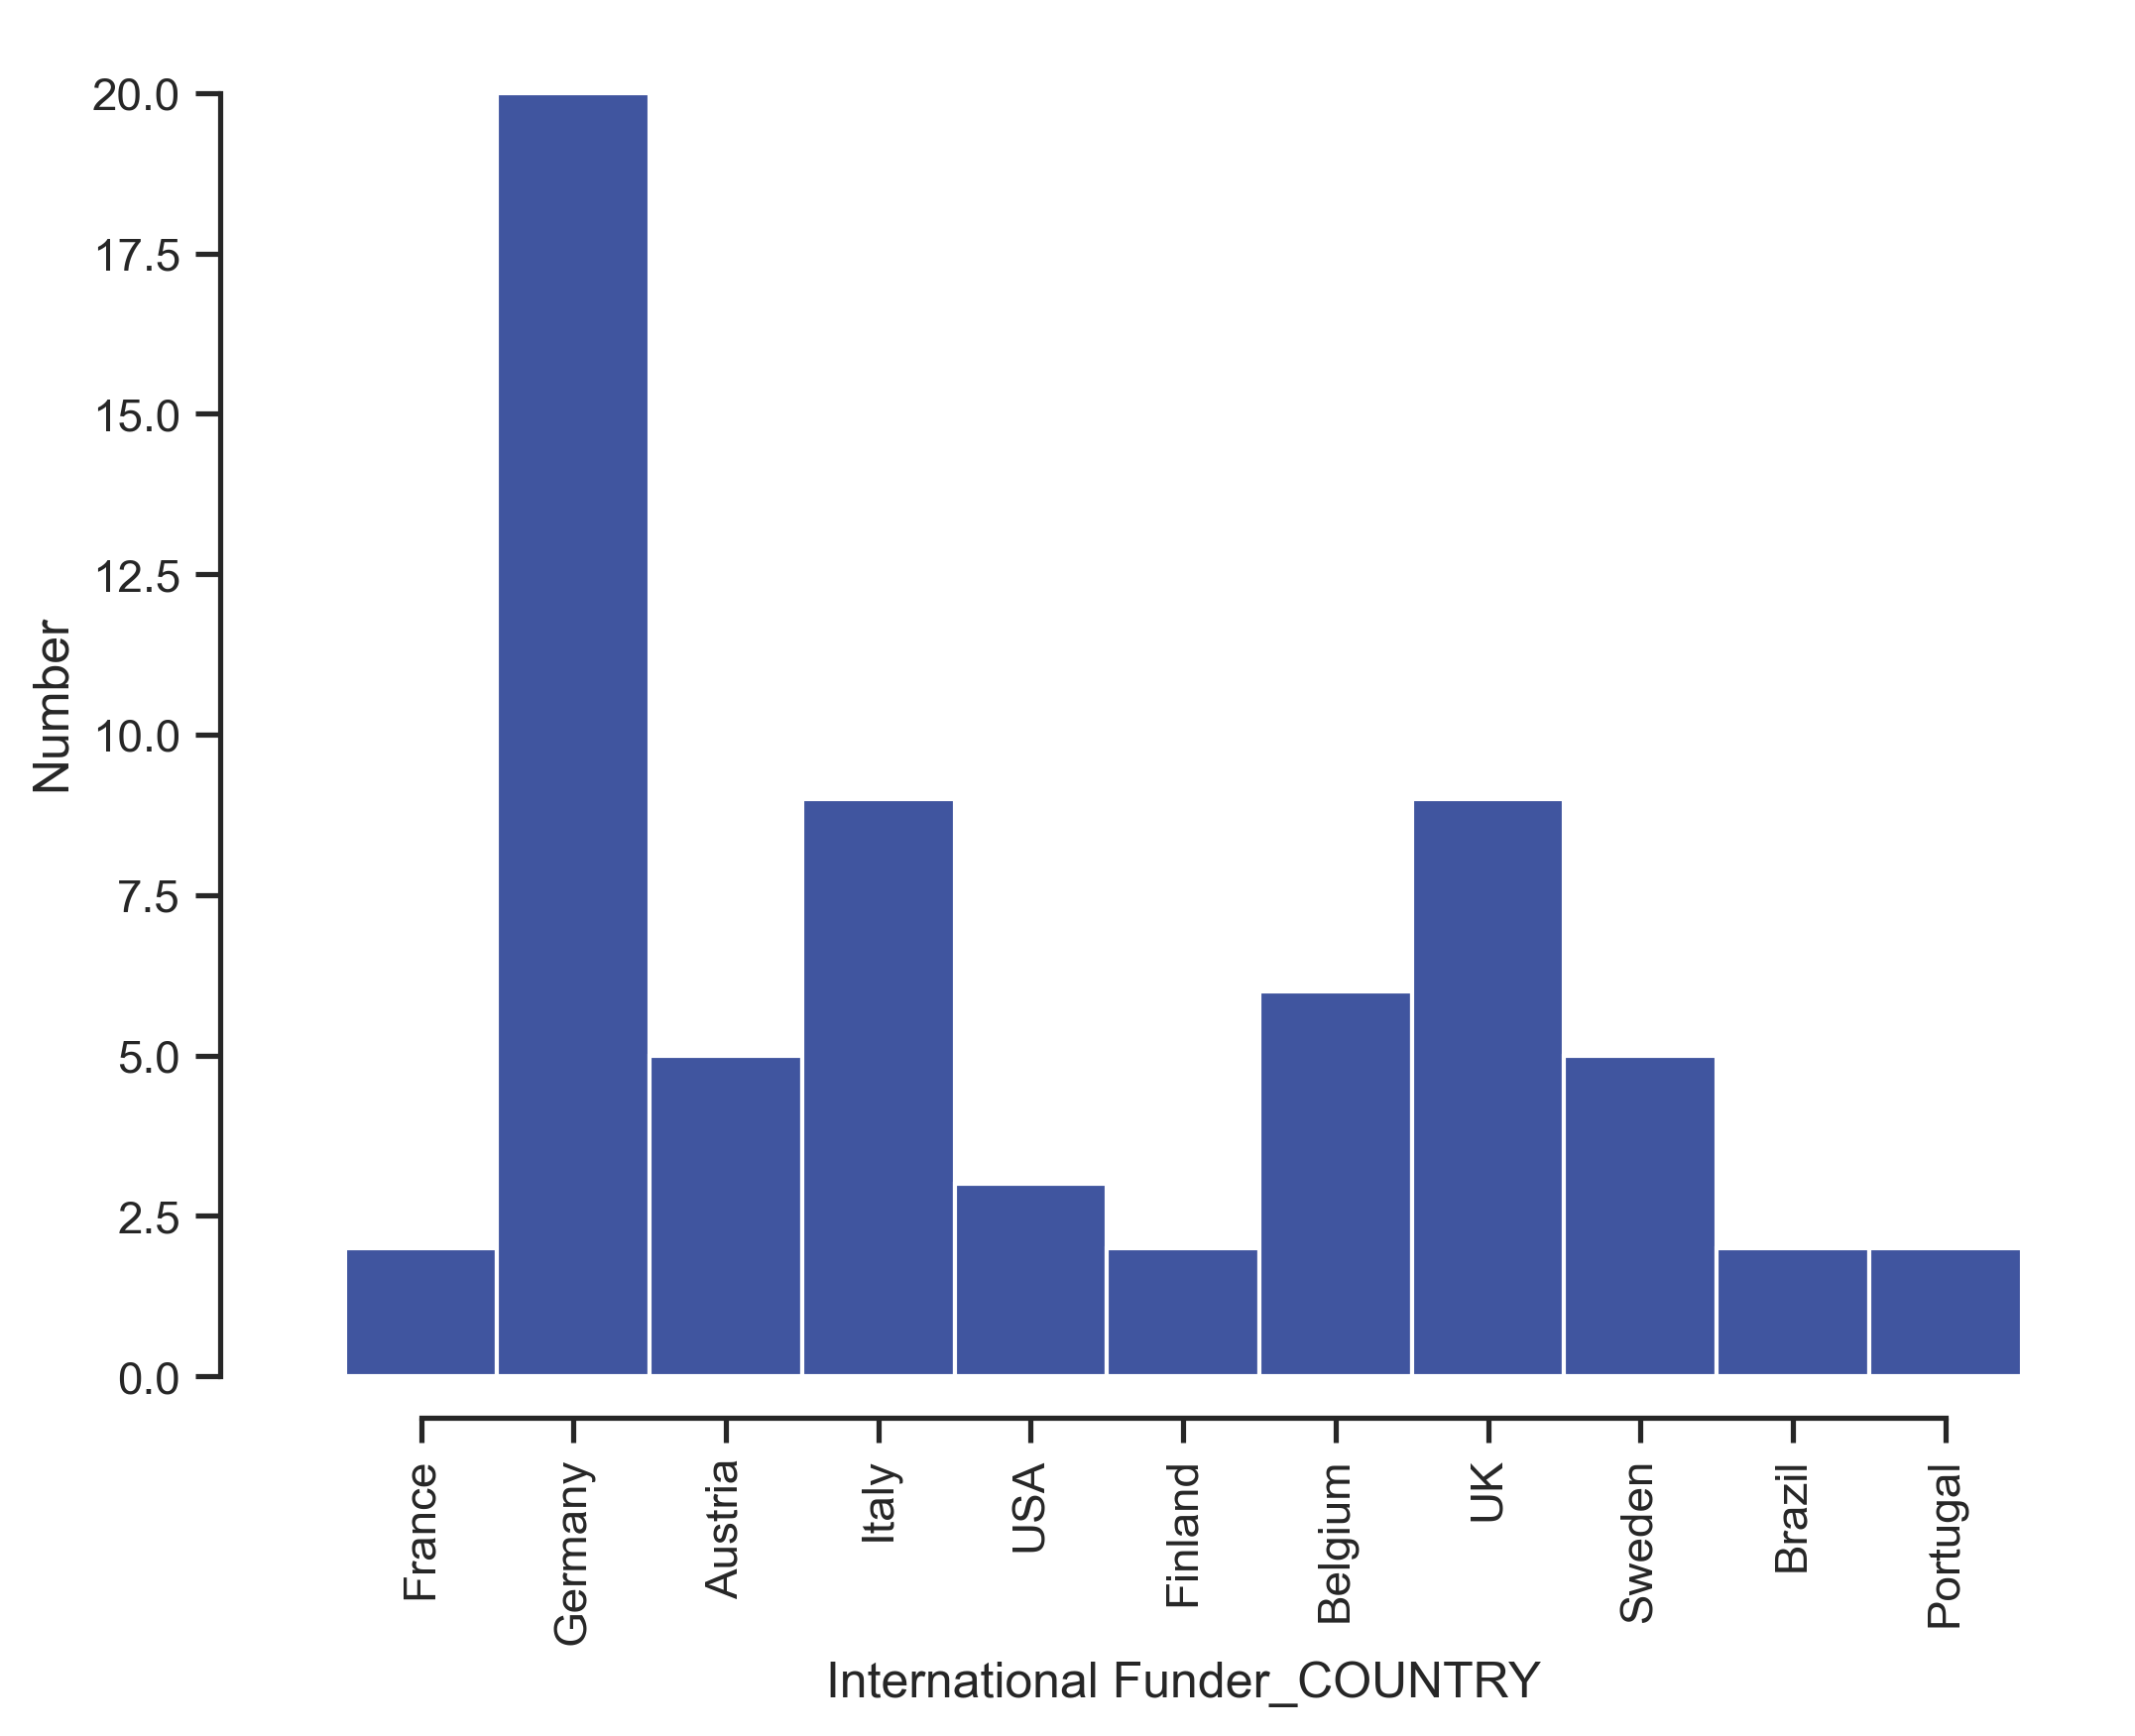 20.0
17.5
15.0
12.5
10.0
7.5
5.0
2.5
0.0
Number
France
Germany
Austria
Italy
USA
Finland
Belgium
UK
Sweden
Brazil
Portugal
International Funder_COUNTRY